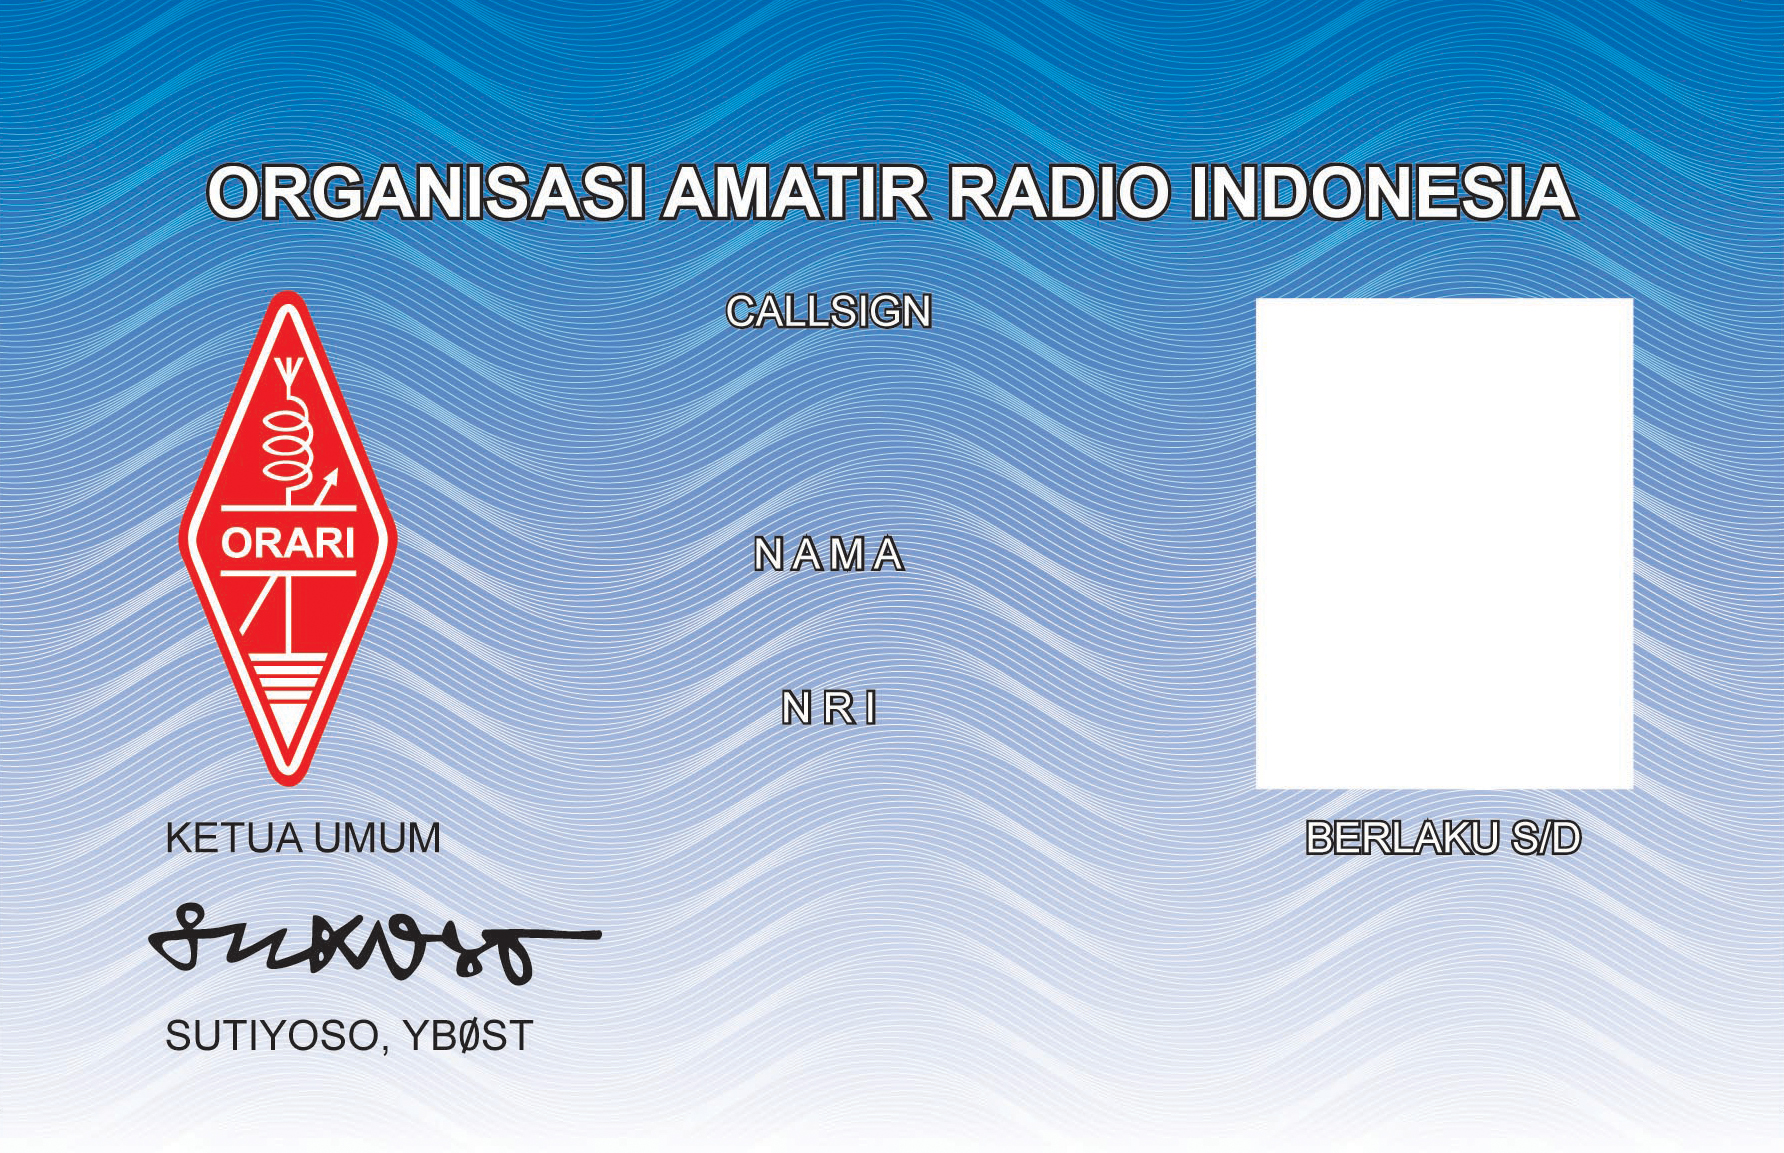 ORGANISASI AMATIR RADIO INDONESIA
CALLSIGN
ORARI
NAMA
NRI
KETUA UMUM
BERLAKU S/D
SUTIYOSO, YBØST